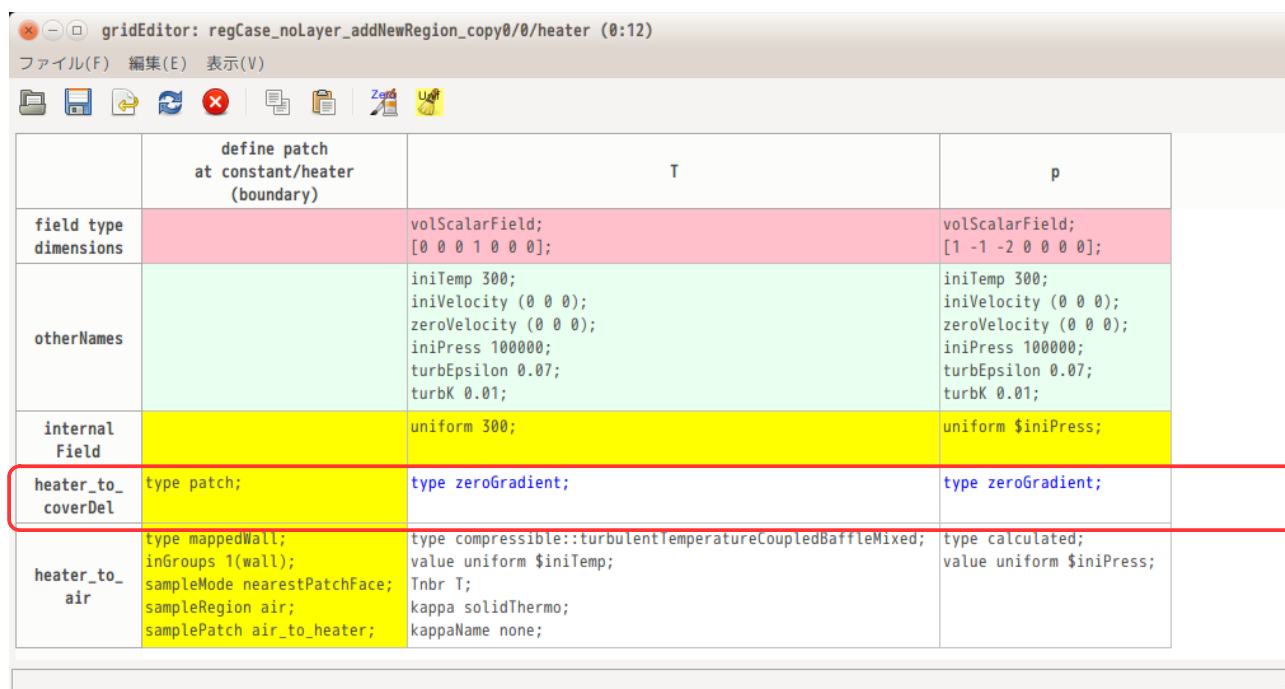 gridEditor: regCase_noLayer_addNewRegion_copy0/0/heater (0:12)
ファイル(F) 編集(E) 表示(V)
Zero
Unif
define patch
at constant/heater
(boundary)
T
p
field type
dimensions
volScalarField;
[0 0 0 1 0 0 0];
volScalarField;
[1 -1 -2 0 0 0 0];
otherNames
iniTemp 300;
iniVelocity (0 0 0);
zeroVelocity (0 0 0);
iniPress 100000;
turbEpsilon 0.07;
turbK 0.01;
iniTemp 300;
iniVelocity (0 0 0);
zeroVelocity (0 0 0);
iniPress 100000;
turbEpsilon 0.07;
turbK 0.01;
internal
Field
uniform 300;
uniform $iniPress;
heater_to_
coverDel
type patch;
type zeroGradient;
type zeroGradient;
heater_to_
air
type mappedWall;
inGroups 1(wall);
sampleMode nearestPatchFace;
sampleRegion air;
samplePatch air_to_heater;
type compressible::turbulentTemperatureCoupledBaffleMixed;
value uniform $iniTemp;
Tnbr T;
kappa solidThermo;
kappaName none;
type calculated;
value uniform $iniPress;